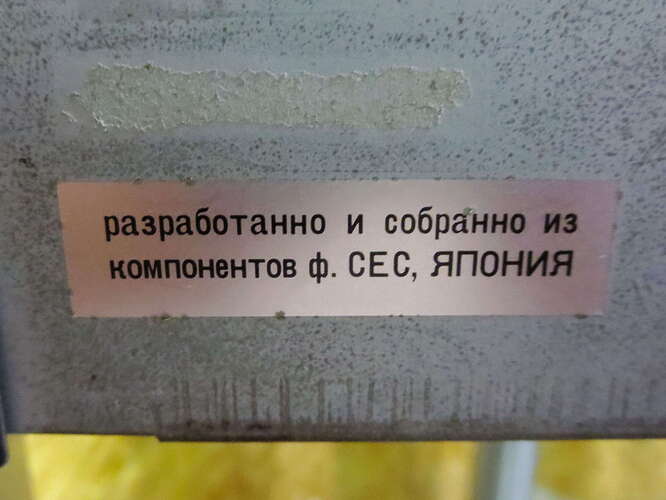 разработанно и собранно из
компонентов ф. СЕС, ЯПОНИЯ